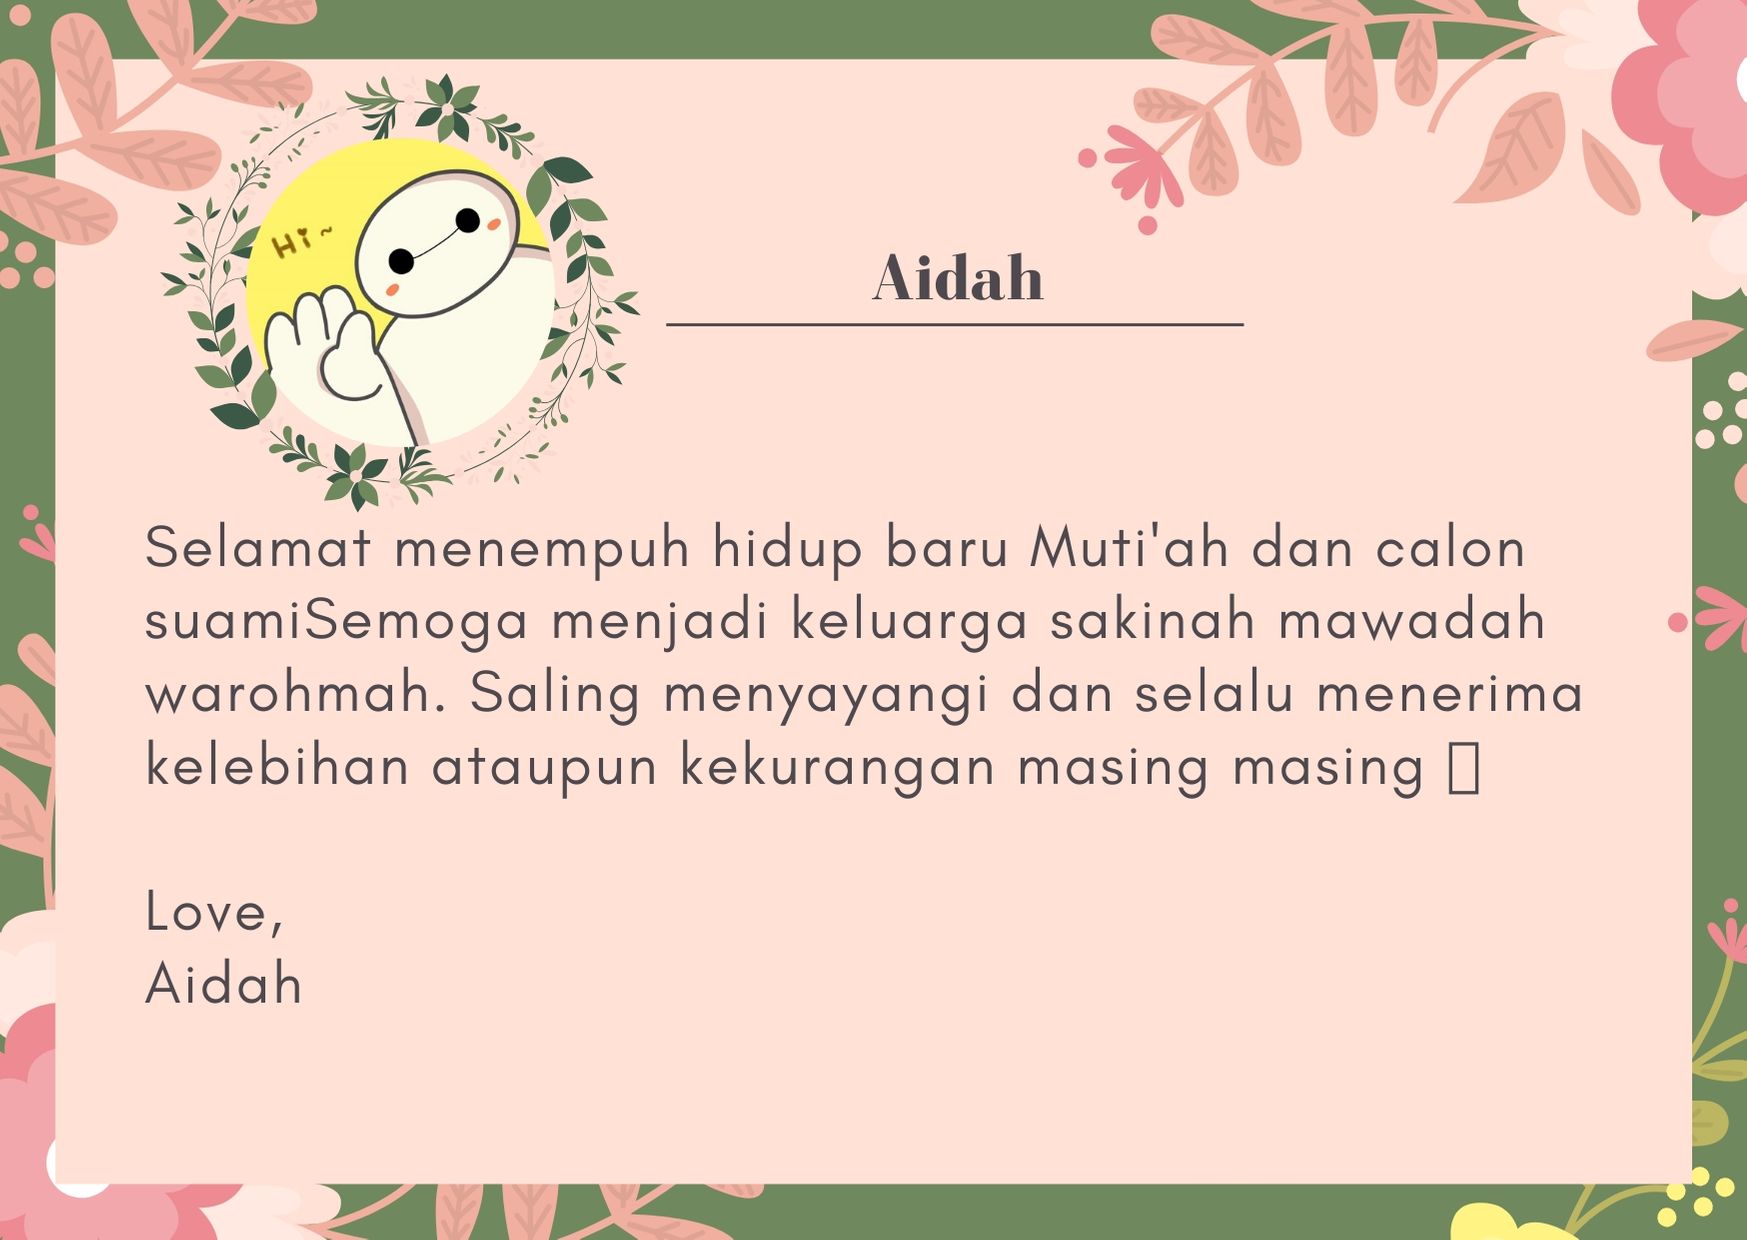 Hi~
Aidah
Selamat menempuh hidup baru Muti'ah dan calon
suamiSemoga menjadi keluarga sakinah mawadah
warohmah. Saling menyayangi dan selalu menerima
kelebihan ataupun kekurangan masing masing
Love,
Aidah